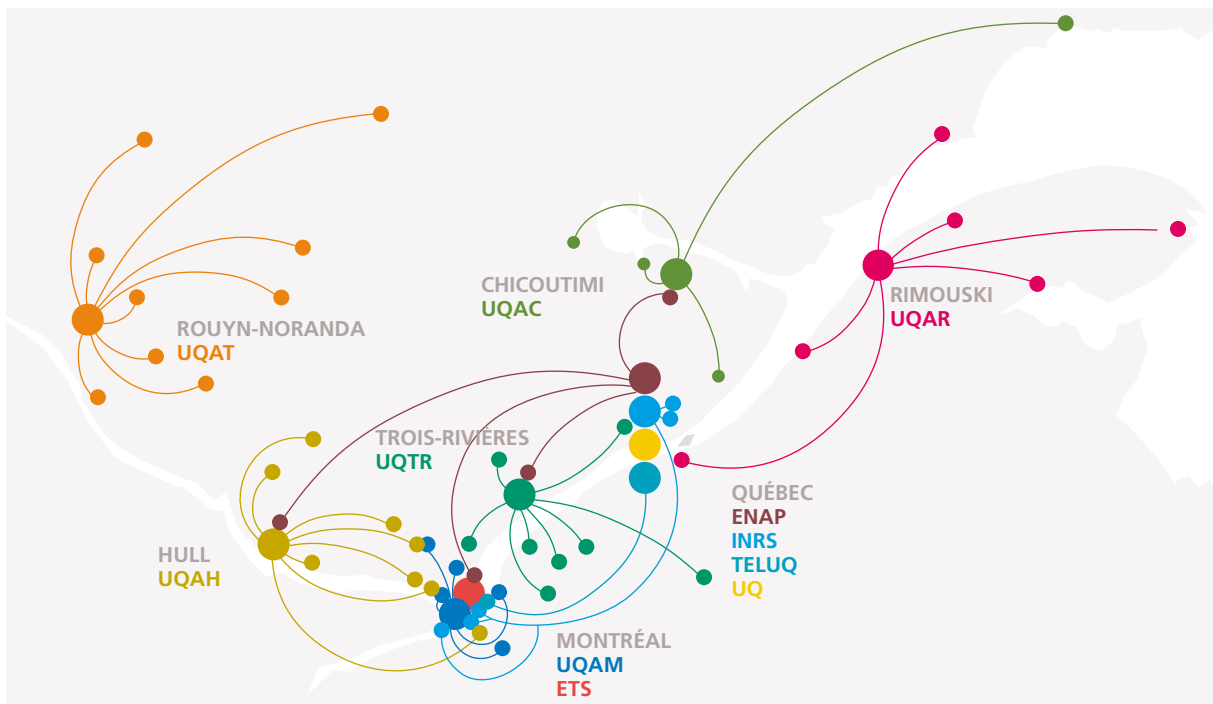 CHICOUTIMI
UQAC
RIMOUSKI
UQAR
ROUYN-NORANDA
UQAT
TROIS-RIVIÈRES
UQTR
QUÉBEC
ENAP
INRS
TELUQ
UQ
HULL
UQAH
MONTRÉAL
UQAM
ETS